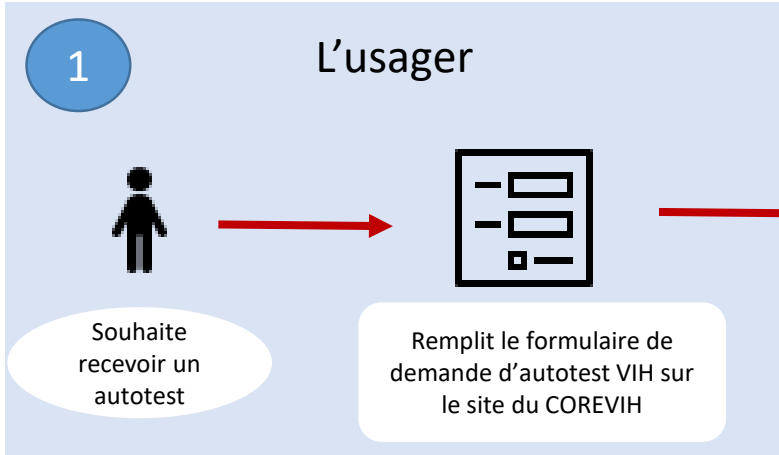 1
L’usager
Souhaite
recevoir un
autotest
Remplit le formulaire de
demande d’autotest VIH sur
le site du COREVIH